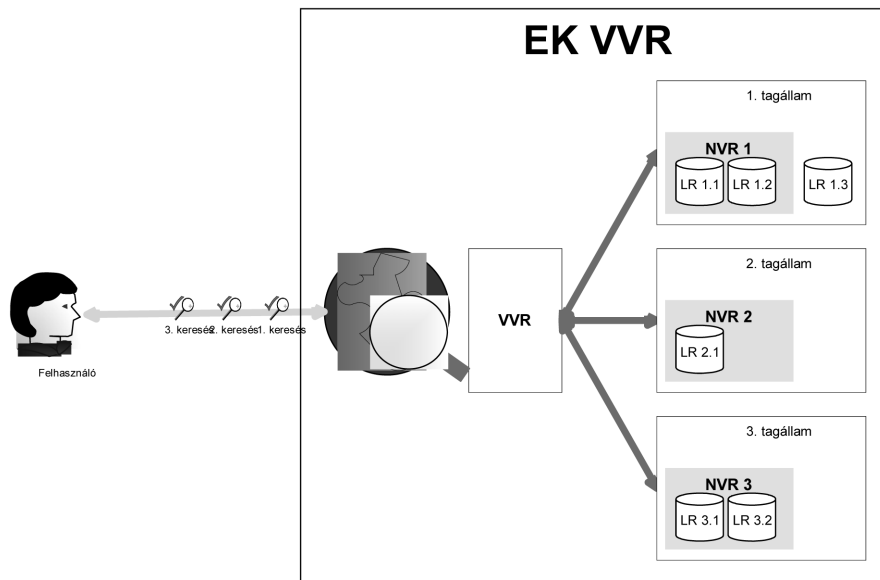 EK VVR
1. tagállam
NVR 1
LR 1.1
LR 1.2
LR 1.3
2. tagállam
NVR 2
LR 2.1
3. tagállam
NVR 3
LR 3.1
LR 3.2
VVR
3. keresés
2. keresés
1. keresés
Felhasználó